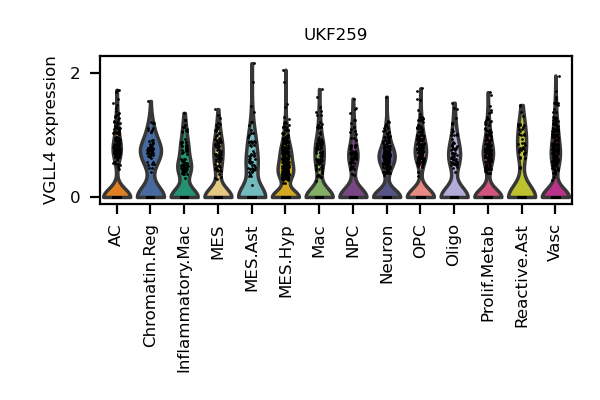 UKF259
VGLL4 expression
2
0
AC
Chromatin.Reg
Inflammatory.Mac
MES
MES.Ast
MES.Hyp
Mac
NPC
Neuron
OPC
Oligo
Prolif.Metab
Reactive.Ast
Vasc